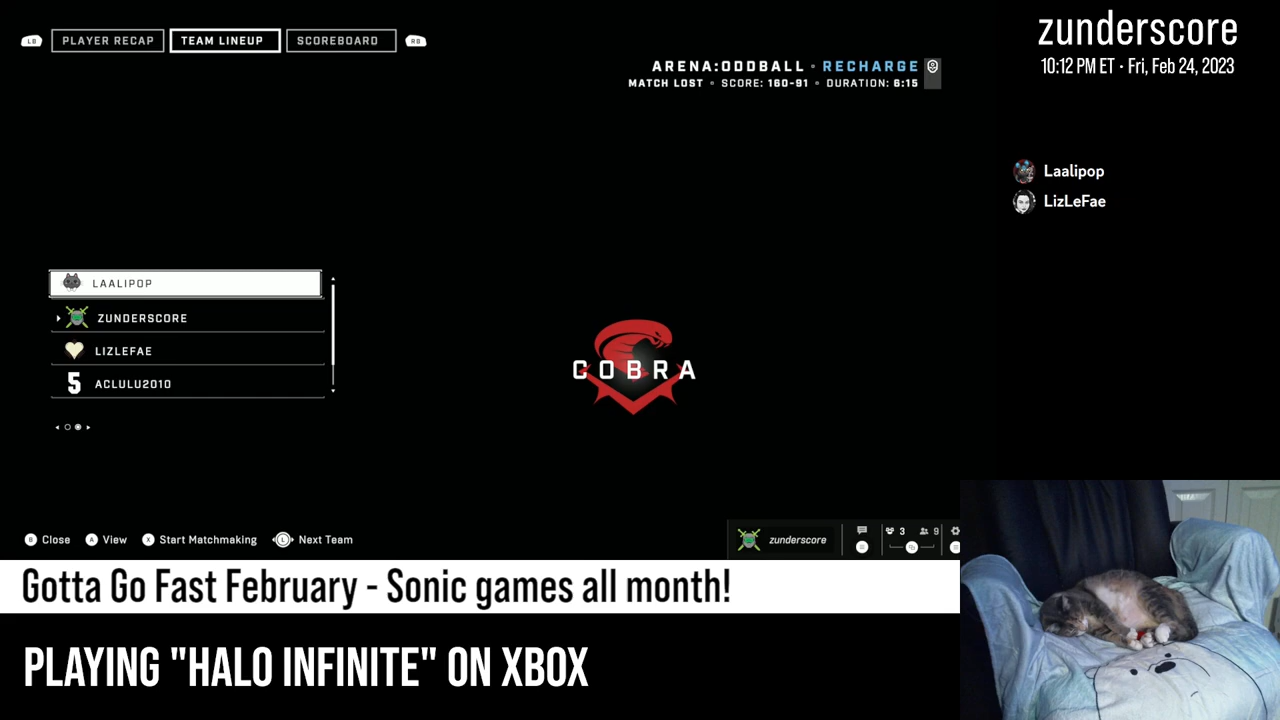 LB
PLAYER RECAP
TEAM LINEUP
SCOREBOARD
RB
ARENA:ODDBALL • RECHARGE
MATCH LOST • SCORE: 160-91 • DURATION: 6:15
zunderscore
10:12 PM ET • Fri, Feb 24, 2023
Laalipop
LizLeFae
LAALIPOP
ZUNDERSCORE
LIZLEFAE
5 ACLULU2010
COBRA
B Close
A View
X Start Matchmaking
L Next Team
zunderscore
3
9
Gotta Go Fast February - Sonic games all month!
PLAYING "HALO INFINITE" ON XBOX